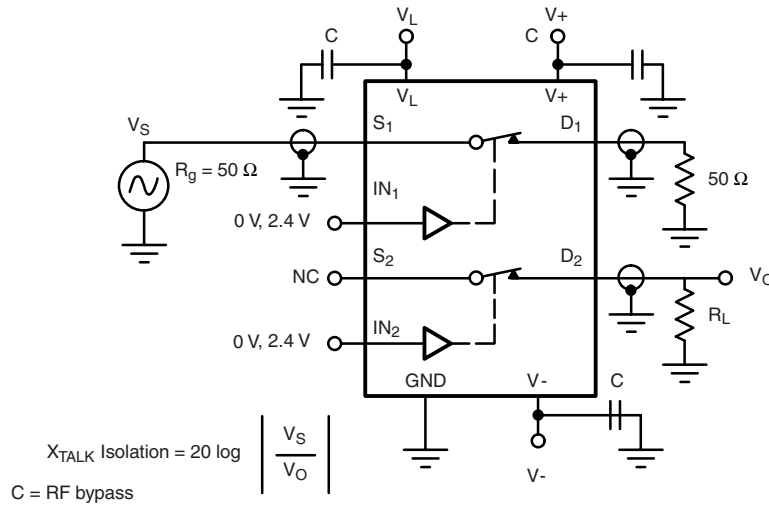 C
V_L
V+
C
V_L
V+
V_S
S_1
D_1
R_g = 50 Ω
50 Ω
IN_1
0 V, 2.4 V
S_2
D_2
NC
V_O
R_L
IN_2
0 V, 2.4 V
GND
V-
C
V-
X_TALK Isolation = 20 log | V_S / V_O |
C = RF bypass